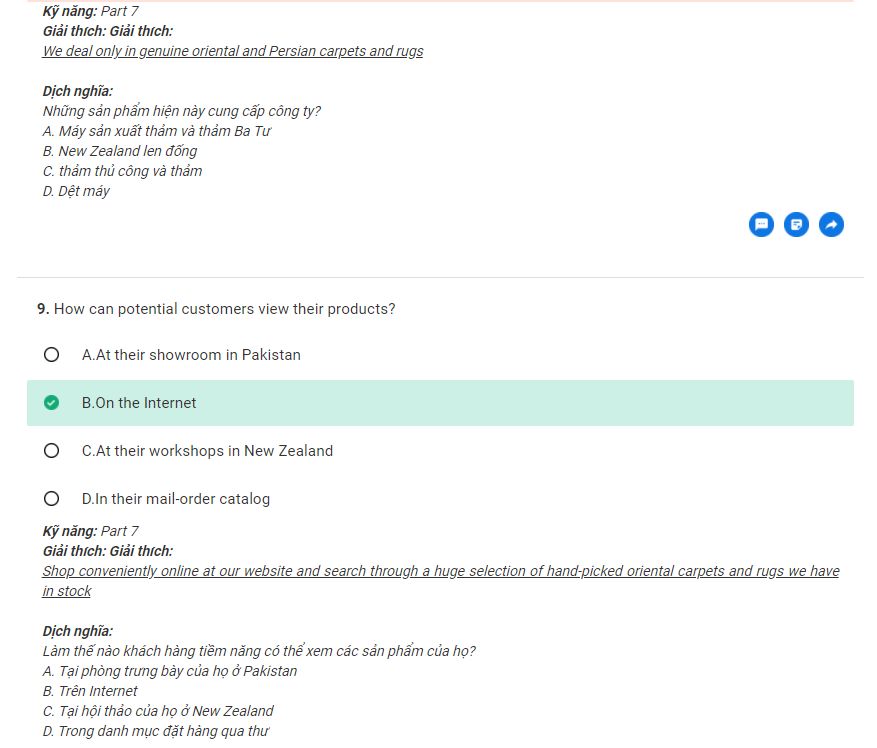 Kỹ năng: Part 7
Giải thích: Giải thích:
We deal only in genuine oriental and Persian carpets and rugs
Dịch nghĩa:
Những sản phẩm hiện này cung cấp công ty?
A. Máy sản xuất thảm và thảm Ba Tư
B. New Zealand len đống
C. thảm thủ công và thảm
D. Dệt máy
9. How can potential customers view their products?
A.At their showroom in Pakistan
B.On the Internet
C.At their workshops in New Zealand
D.In their mail-order catalog
Kỹ năng: Part 7
Giải thích: Giải thích:
Shop conveniently online at our website and search through a huge selection of hand-picked oriental carpets and rugs we have
in stock
Dịch nghĩa:
Làm thế nào khách hàng tiềm năng có thể xem các sản phẩm của họ?
A. Tại phòng trưng bày của họ ở Pakistan
B. Trên Internet
C. Tại hội thảo của họ ở New Zealand
D. Trong danh mục đặt hàng qua thư